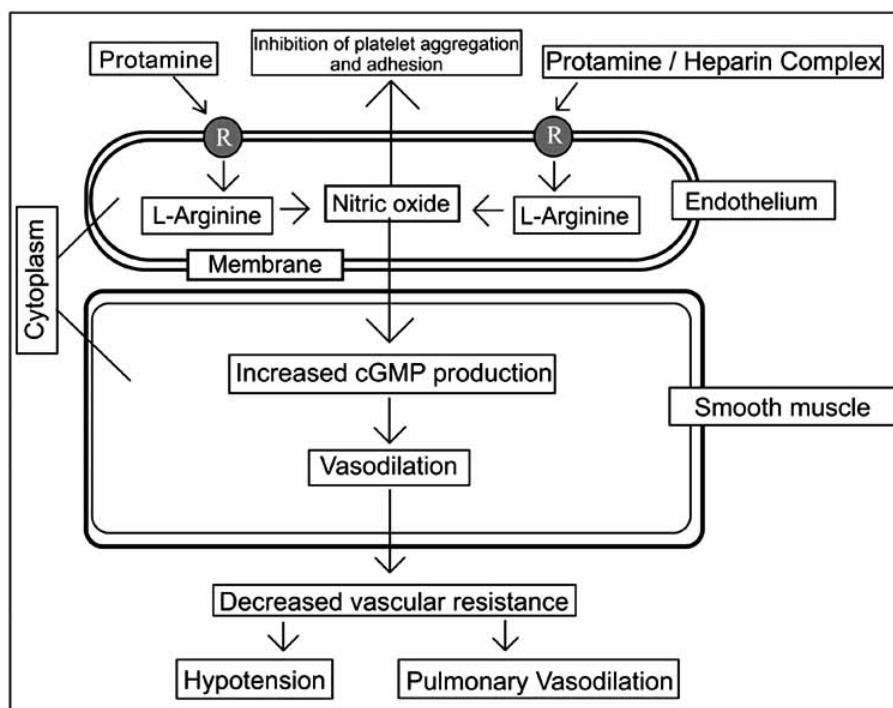 Protamine
Inhibition of platelet aggregation
and adhesion
Protamine / Heparin Complex
R
R
L-Arginine
Nitric oxide
L-Arginine
Endothelium
Membrane
Cytoplasm
Increased cGMP production
Smooth muscle
Vasodilation
Decreased vascular resistance
Hypotension
Pulmonary Vasodilation